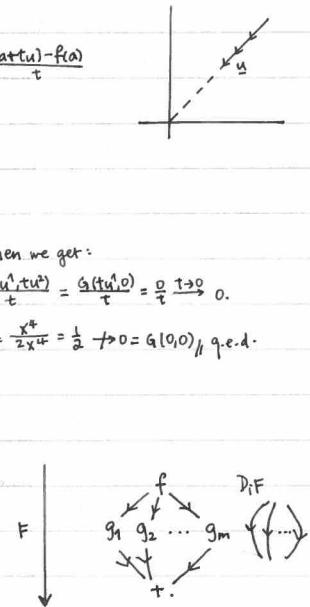 a+tu)-f(a)
t
u
hen we get:
u¹,tu²)/t = G(tu¹,0)/t = 0/t t→0→ 0.
= x⁴/2x⁴ = 1/2 ↛ 0 = G(0,0)// q.e.d.
f DiF
F g1 g2 ... gm (...)
t.